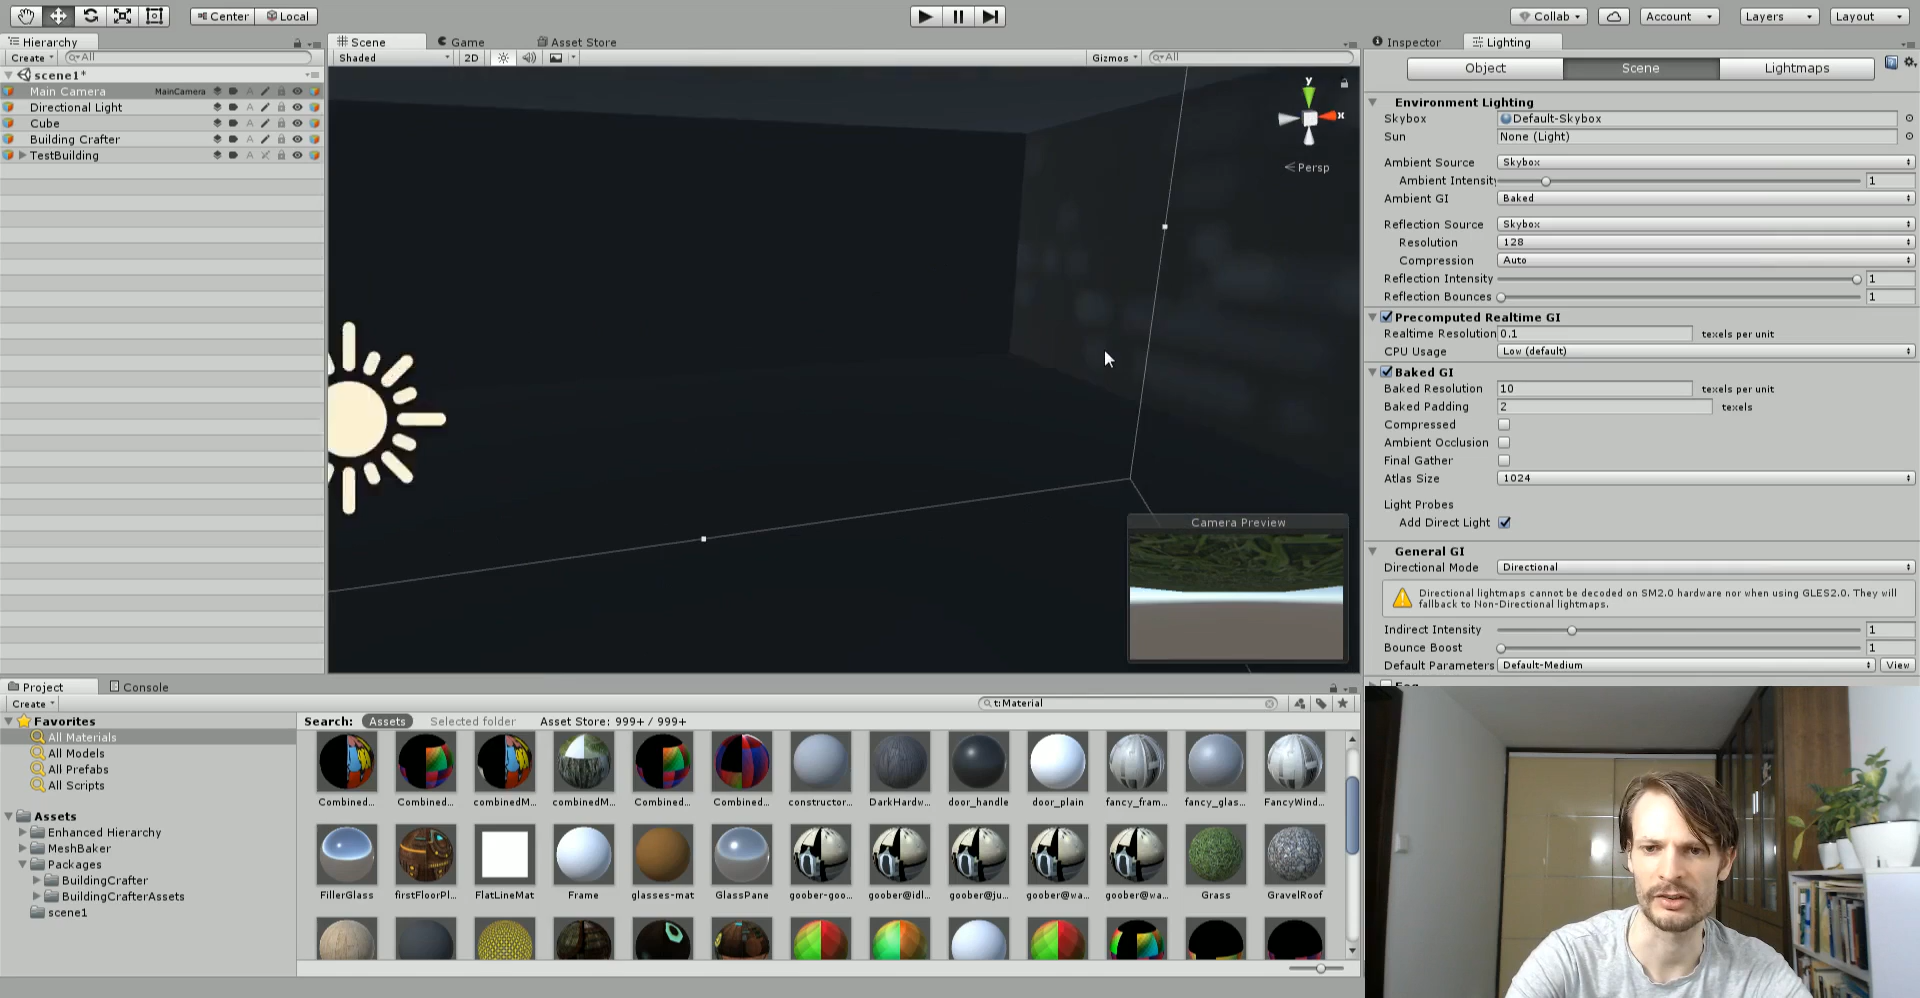 Center
Local
Collab
Account
Layers
Layout
Hierarchy
Create
All
scene1*
Main Camera
MainCamera
Directional Light
Cube
Building Crafter
TestBuilding
Scene
Game
Asset Store
Shaded
2D
Gizmos
All
y
x
Persp
Camera Preview
Inspector
Lighting
Object
Scene
Lightmaps
Environment Lighting
Skybox
Default-Skybox
Sun
None (Light)
Ambient Source
Skybox
Ambient Intensity
1
Ambient GI
Baked
Reflection Source
Skybox
Resolution
128
Compression
Auto
Reflection Intensity
1
Reflection Bounces
1
Precomputed Realtime GI
Realtime Resolution
0.1
texels per unit
CPU Usage
Low (default)
Baked GI
Baked Resolution
10
texels per unit
Baked Padding
2
texels
Compressed
Ambient Occlusion
Final Gather
Atlas Size
1024
Light Probes
Add Direct Light
General GI
Directional Mode
Directional
Directional lightmaps cannot be decoded on SM2.0 hardware nor when using GLES2.0. They will
fallback to Non-Directional lightmaps.
Indirect Intensity
1
Bounce Boost
1
Default Parameters
Default-Medium
View
Project
Console
Create
t:Material
Favorites
All Materials
All Models
All Prefabs
All Scripts
Assets
Enhanced Hierarchy
MeshBaker
Packages
BuildingCrafter
BuildingCrafterAssets
scene1
Search:
Assets
Selected folder
Asset Store: 999+ / 999+
Combined...
Combined...
combinedM...
combinedM...
Combined...
Combined...
constructor...
DarkHardw...
door_handle
door_plain
fancy_fram...
fancy_glas...
FancyWind...
FillerGlass
firstFloorPl...
FlatLineMat
Frame
glasses-mat
GlassPane
goober-goo...
goober@idl...
goober@ju...
goober@wa...
goober@wa...
Grass
GravelRoof